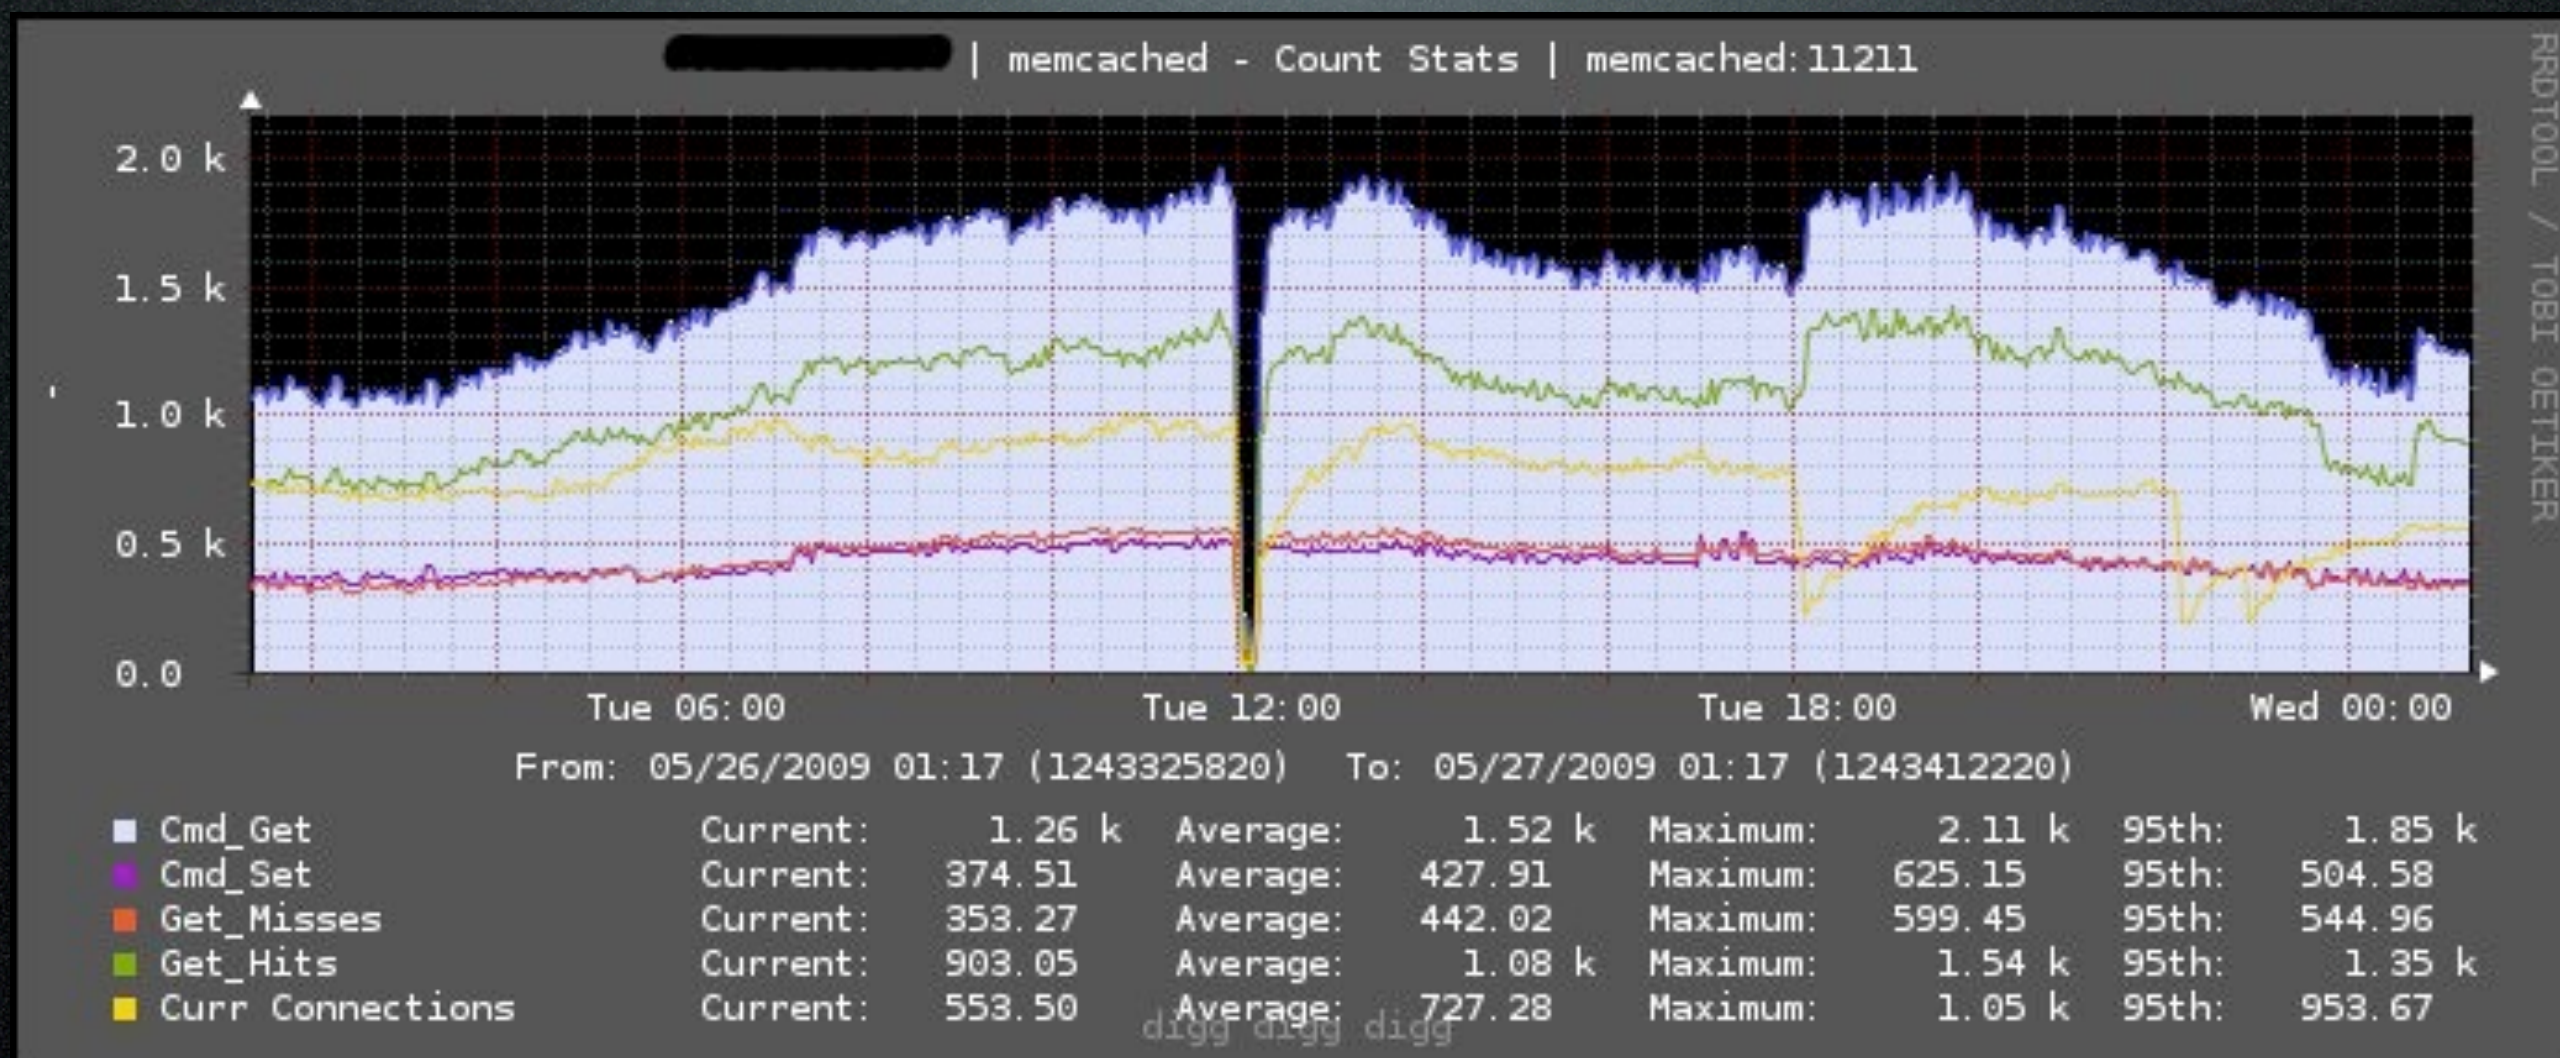 | memcached - Count Stats | memcached:11211
RRDTOOL / TOBI OETIKER
2.0 k
1.5 k
1.0 k
0.5 k
0.0
Tue 06:00 Tue 12:00 Tue 18:00 Wed 00:00
From: 05/26/2009 01:17 (1243325820) To: 05/27/2009 01:17 (1243412220)
Cmd_Get Current: 1.26 k Average: 1.52 k Maximum: 2.11 k 95th: 1.85 k
Cmd_Set Current: 374.51 Average: 427.91 Maximum: 625.15 95th: 504.58
Get_Misses Current: 353.27 Average: 442.02 Maximum: 599.45 95th: 544.96
Get_Hits Current: 903.05 Average: 1.08 k Maximum: 1.54 k 95th: 1.35 k
Curr Connections Current: 553.50 Average: 727.28 Maximum: 1.05 k 95th: 953.67
digg digg digg